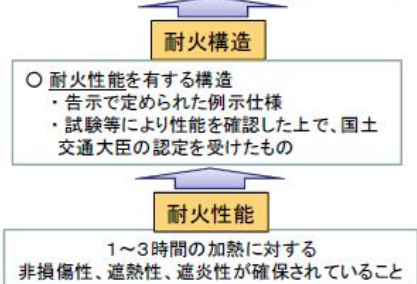 耐火構造
○ 耐火性能を有する構造
・告示で定められた例示仕様
・試験等により性能を確認した上で、国土
交通大臣の認定を受けたもの
耐火性能
1～3時間の加熱に対する
非損傷性、遮熱性、遮炎性が確保されていること